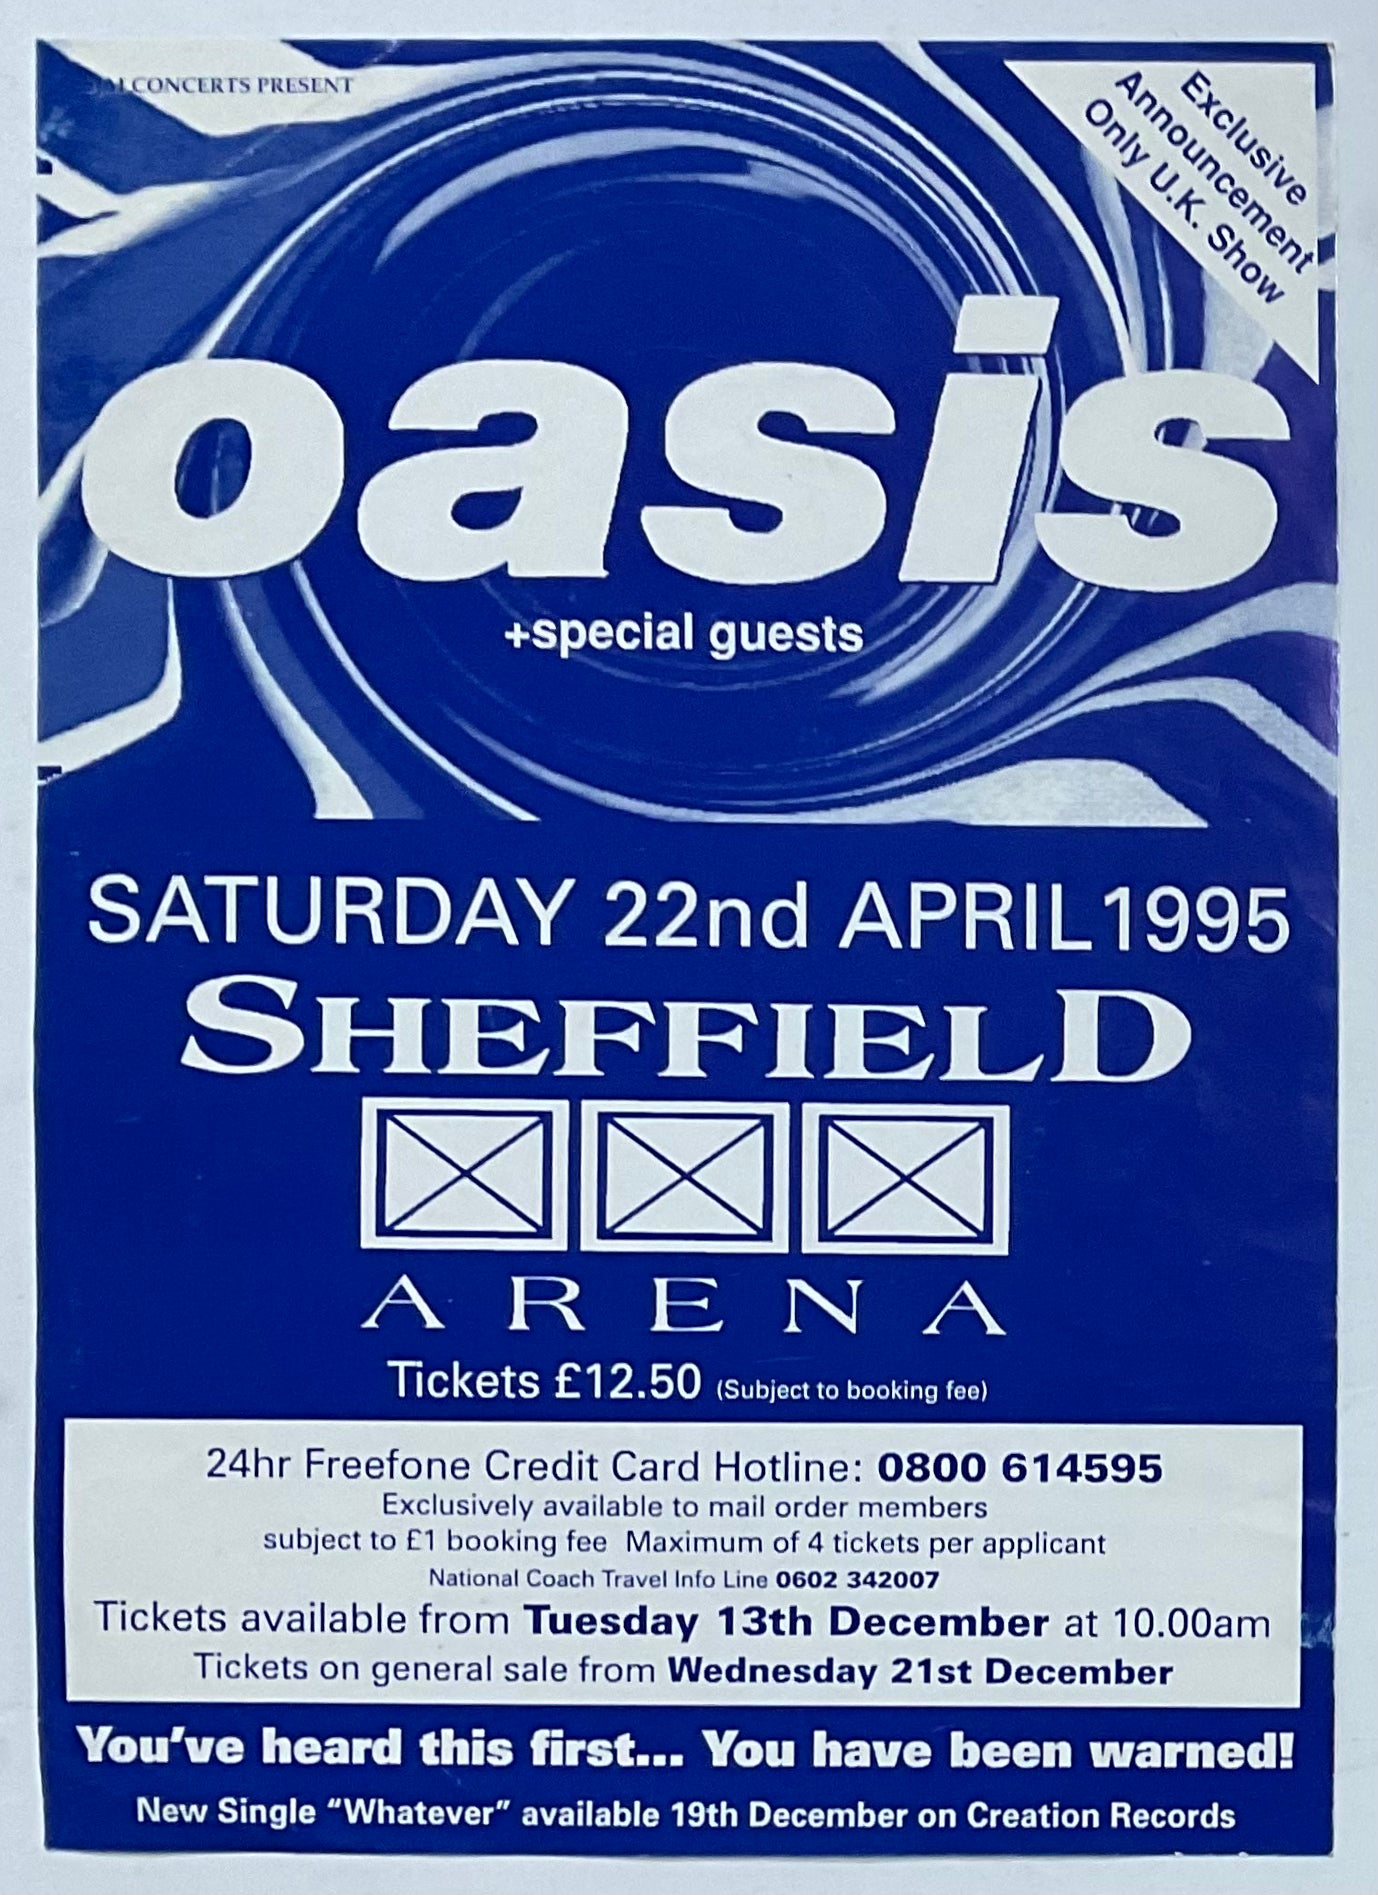 CONCERTS PRESENT
Exclusive
Announcement
Only U.K. Show
oasis
+special guests
SATURDAY 22nd APRIL 1995
SHEFFIELD
ARENA
Tickets £12.50 (Subject to booking fee)
24hr Freefone Credit Card Hotline: 0800 614595
Exclusively available to mail order members
subject to £1 booking fee Maximum of 4 tickets per applicant
National Coach Travel Info Line 0602 342007
Tickets available from Tuesday 13th December at 10.00am
Tickets on general sale from Wednesday 21st December
You've heard this first... You have been warned!
New Single “Whatever” available 19th December on Creation Records